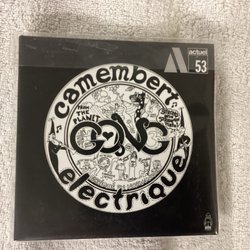 actuel
53
camembert
FROM THE PLANET
GONG
electrique